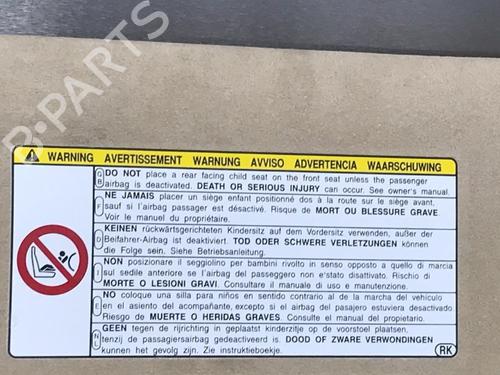 B-PARTS
WARNING AVERTISSEMENT WARNUNG AVVISO ADVERTENCIA WAARSCHUWING
GB DO NOT place a rear facing child seat on the front seat unless the passenger
airbag is deactivated. DEATH OR SERIOUS INJURY can occur. See owner's manual.
F NE JAMAIS placer un siège enfant positionné dos à la route sur le siège avant,
sauf si l'airbag passager est désactivé. Risque de MORT OU BLESSURE GRAVE.
Voir le manuel du propriétaire.
D KEINEN rückwärtsgerichteten Kindersitz auf dem Vordersitz verwenden, außer der
Beifahrer-Airbag ist deaktiviert. TOD ODER SCHWERE VERLETZUNGEN können
die Folge sein. Siehe Betriebsanleitung.
I NON posizionare il seggiolino per bambini rivolto in senso opposto a quello di marcia
sul sedile anteriore se l'airbag del passeggero non e'stato disattivato. Rischio di
MORTE O LESIONI GRAVI. Consultare il manuale di uso e manutenzione.
E NO coloque una silla para niños en sentido contrario al de la marcha del vehículo
en el asiento del acompañante, excepto si el airbag del pasajero estuviera desactivado.
Riesgo de MUERTE O HERIDAS GRAVES. Consulte el manual del propietario.
N GEEN tegen de rijrichting in geplaatst kinderzitje op de voorstoel plaatsen,
tenzij de passagiersairbag gedeactiveerd is. DOOD OF ZWARE VERWONDINGEN
kunnen het gevolg zijn. Zie instructieboekje.
RK